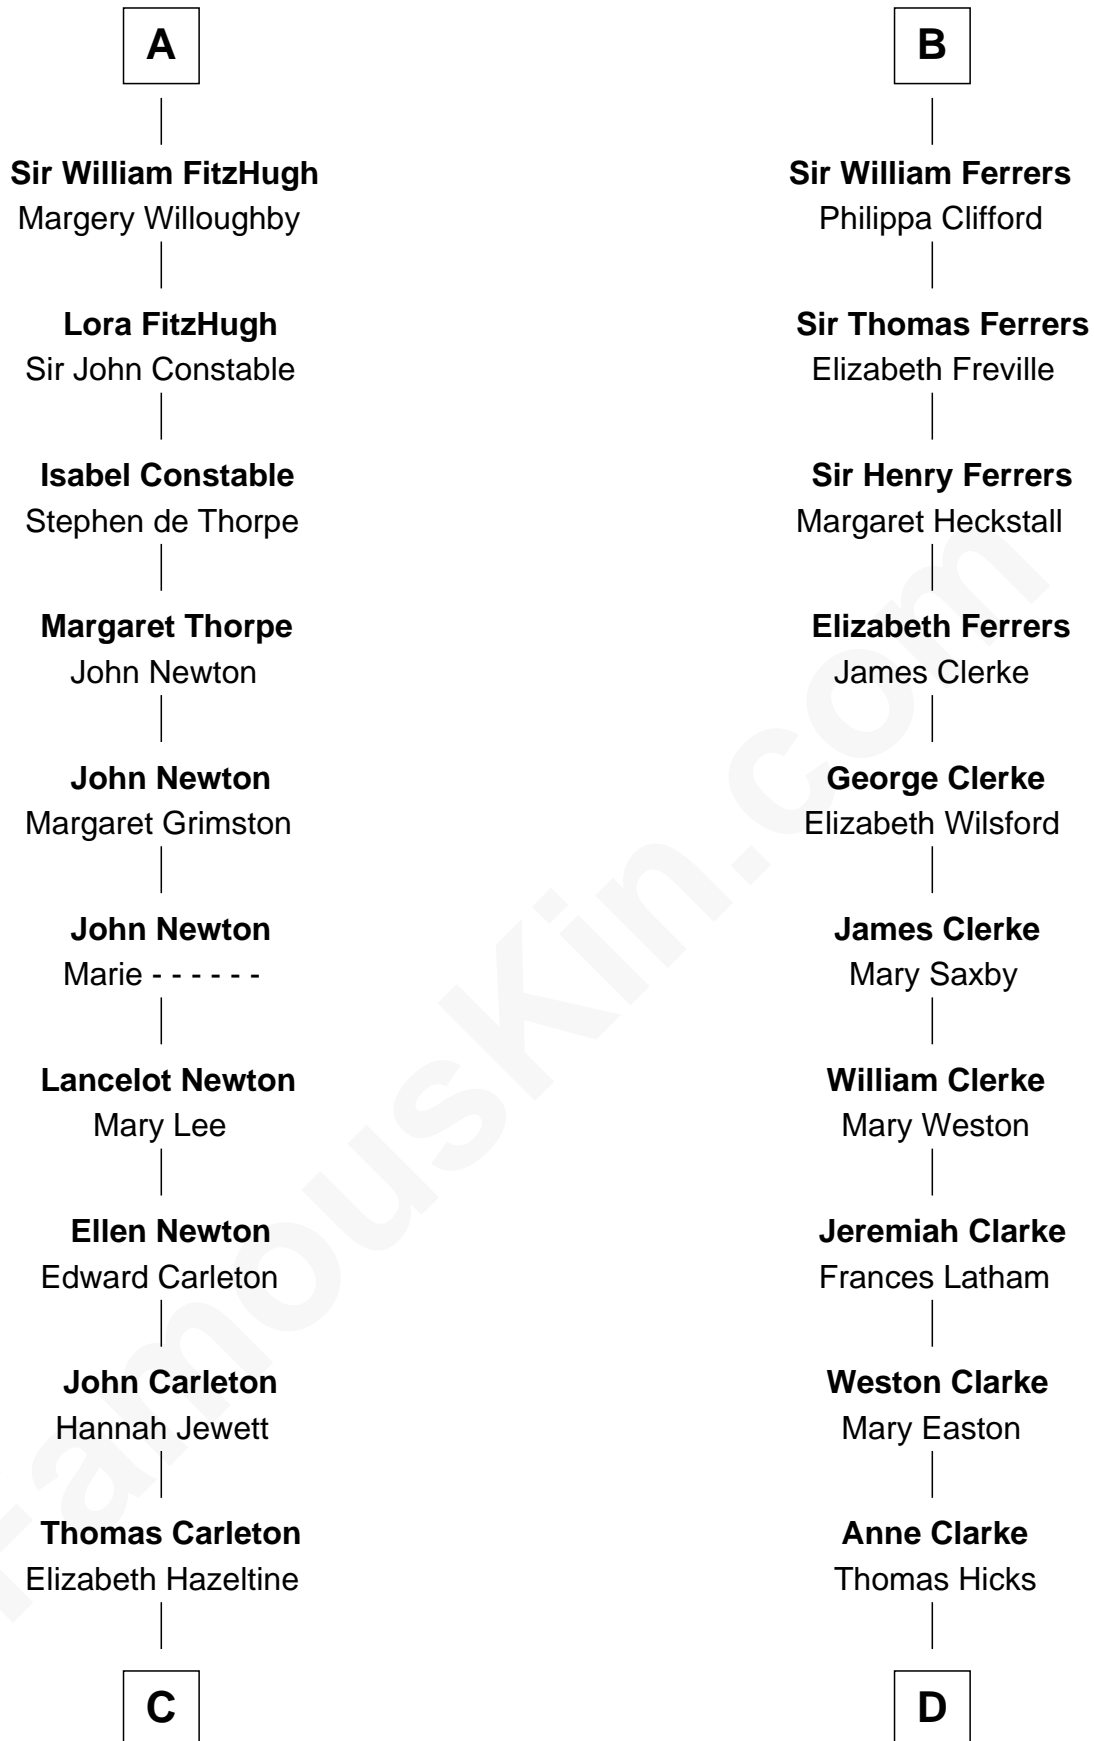 A
Sir William FitzHugh
Margery Willoughby
Lora FitzHugh
Sir John Constable
Isabel Constable
Stephen de Thorpe
Margaret Thorpe
John Newton
John Newton
Margaret Grimston
John Newton
Marie - - - - - -
Lancelot Newton
Mary Lee
Ellen Newton
Edward Carleton
John Carleton
Hannah Jewett
Thomas Carleton
Elizabeth Hazeltine
C
B
Sir William Ferrers
Philippa Clifford
Sir Thomas Ferrers
Elizabeth Freville
Sir Henry Ferrers
Margaret Heckstall
Elizabeth Ferrers
James Clerke
George Clerke
Elizabeth Wilsford
James Clerke
Mary Saxby
William Clerke
Mary Weston
Jeremiah Clarke
Frances Latham
Weston Clarke
Mary Easton
Anne Clarke
Thomas Hicks
D
FamousKin.com